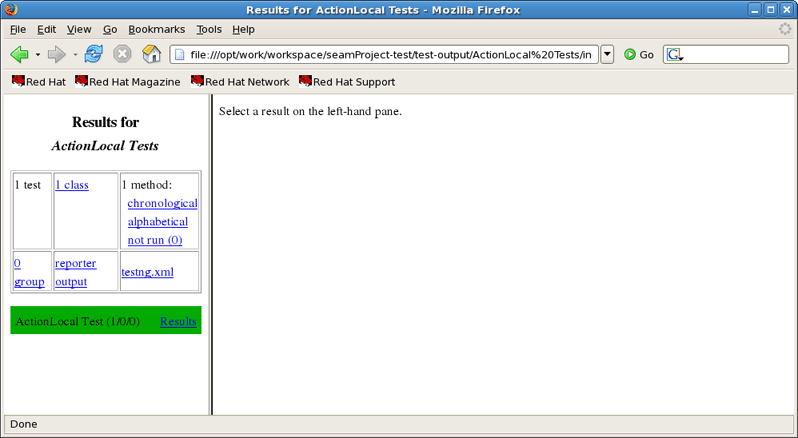 Results for ActionLocal Tests - Mozilla Firefox
File Edit View Go Bookmarks Tools Help
file:///opt/work/workspace/seamProject-test/test-output/ActionLocal%20Tests/in Go
Red Hat Red Hat Magazine Red Hat Network Red Hat Support
Results for
ActionLocal Tests
1 test 1 class 1 method:
chronological
alphabetical
not run (0)
0 group
reporter output
testng.xml
ActionLocal Test (1/0/0) Results
Select a result on the left-hand pane.
Done